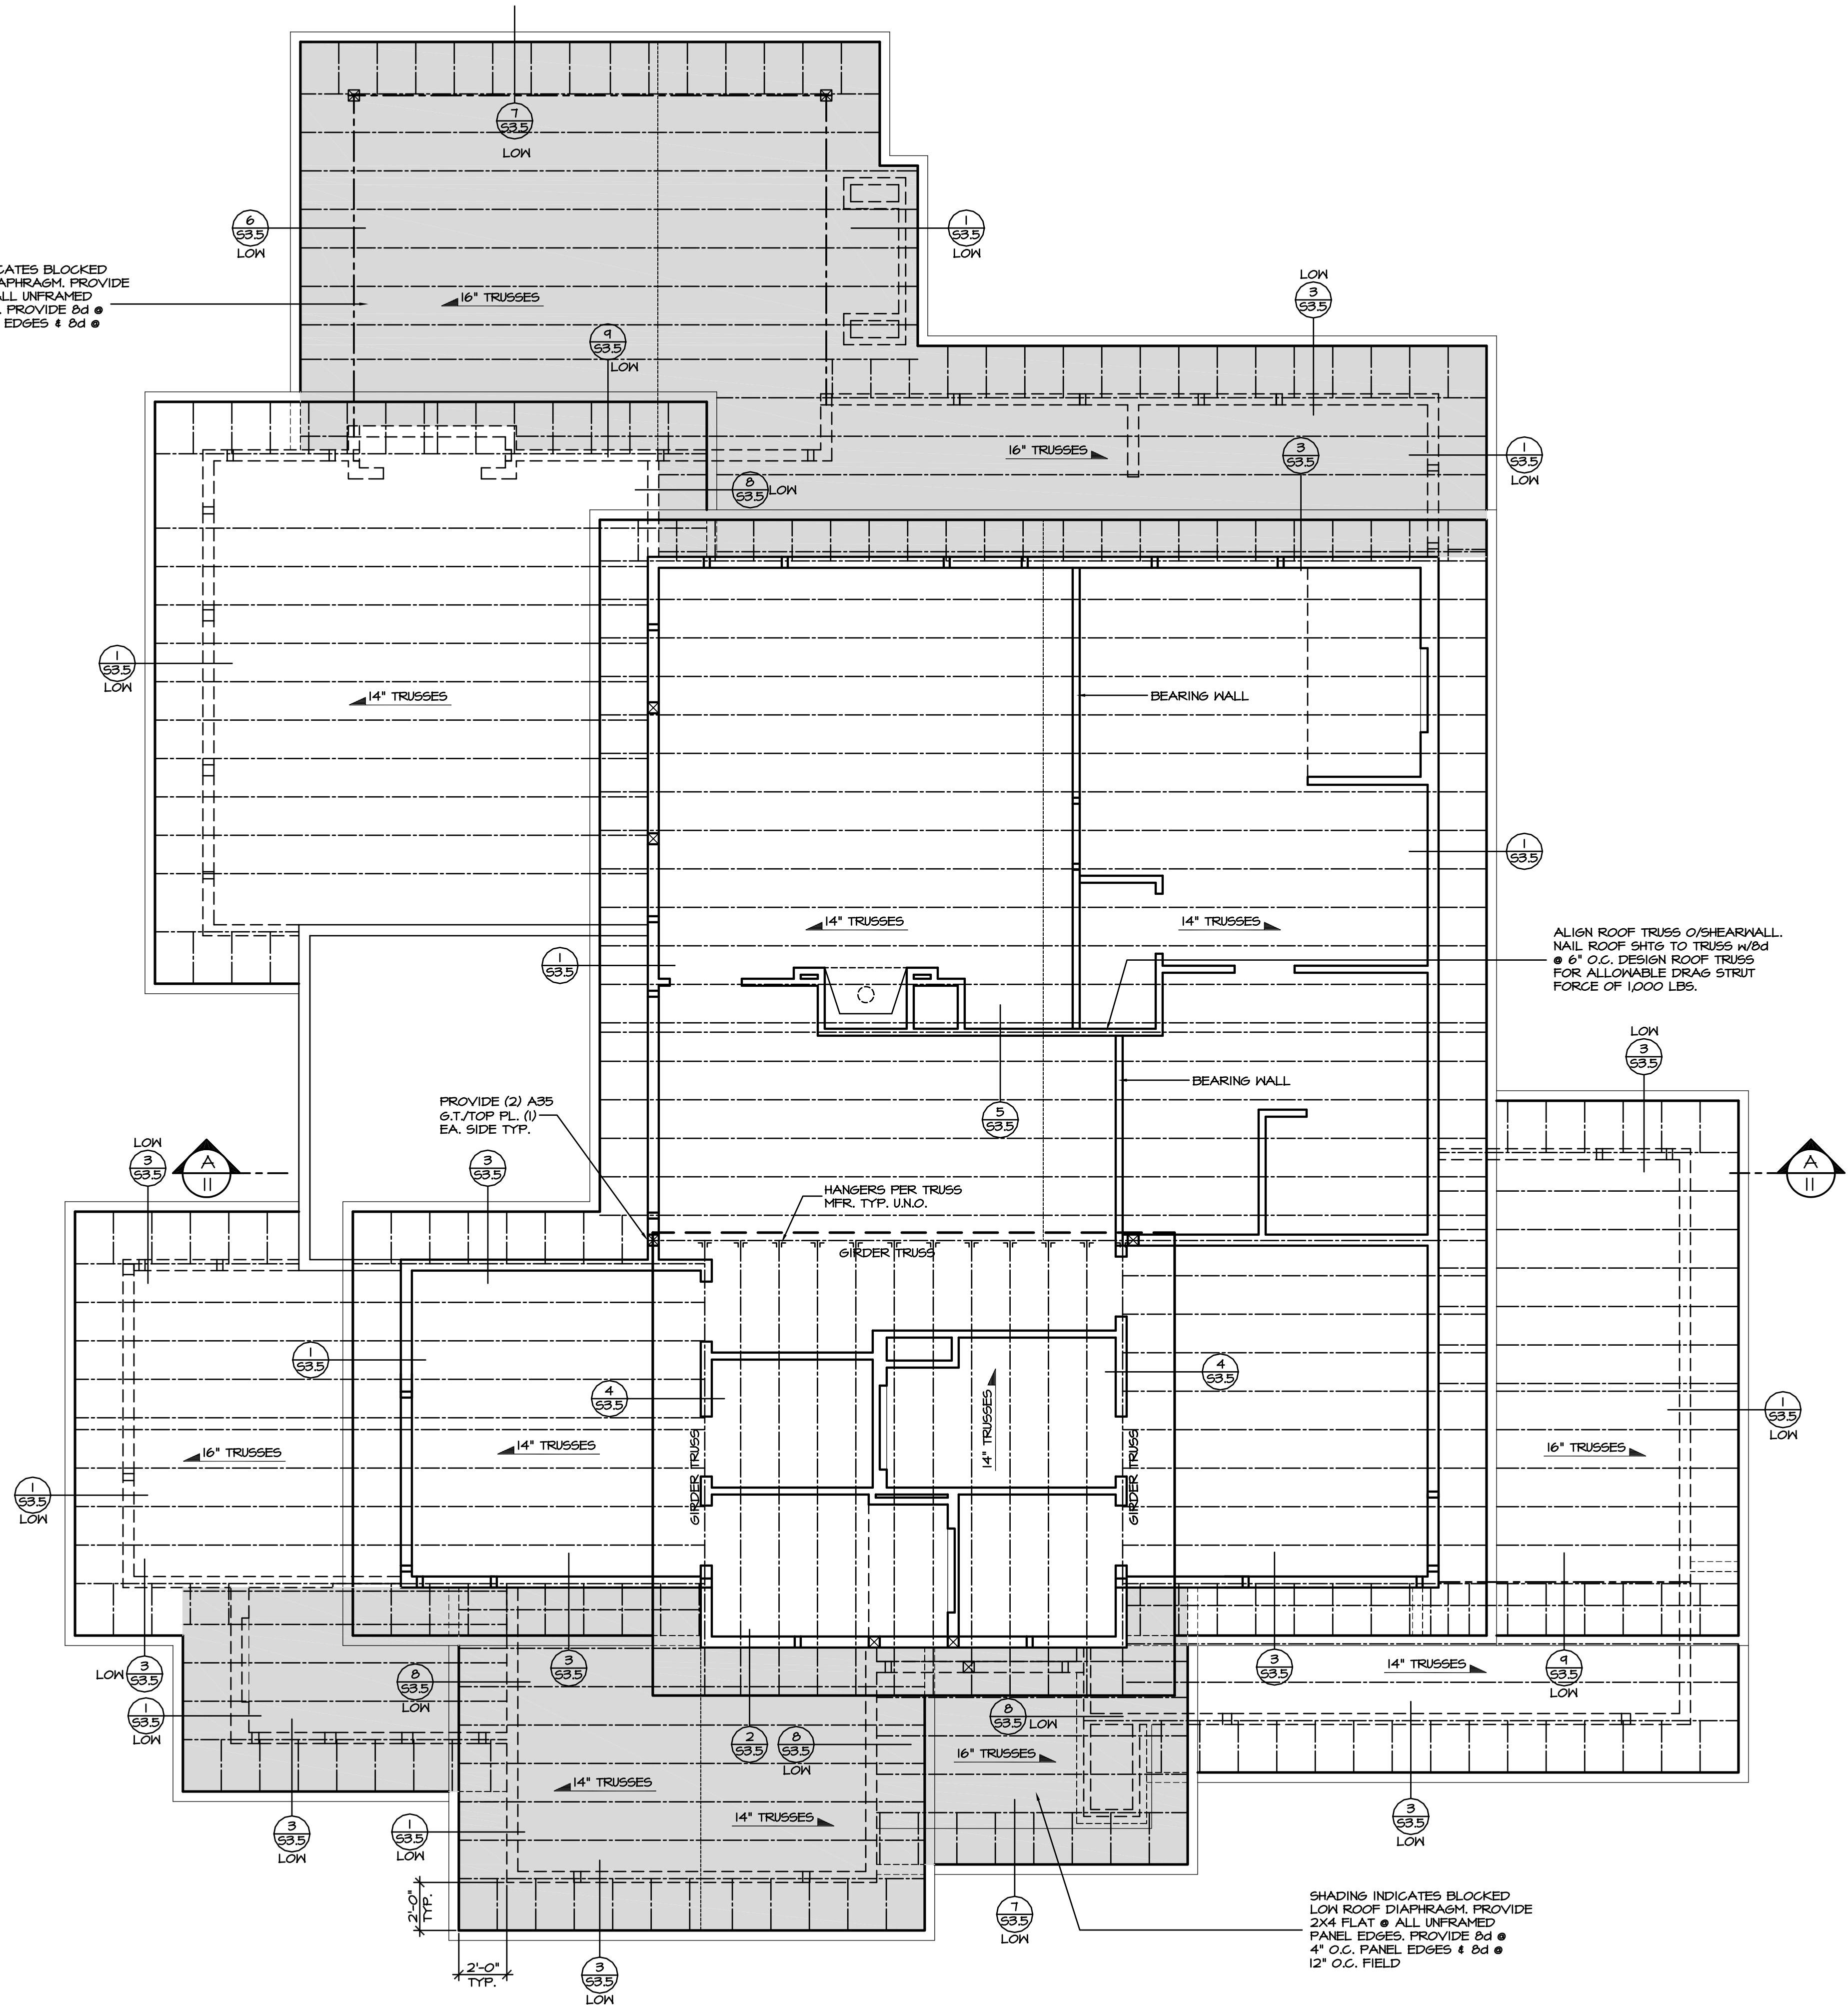 7
S3.5
LOW
6
S3.5
LOW
1
S3.5
LOW
CATES BLOCKED
APHRAGM. PROVIDE
ALL UNFRAMED
. PROVIDE 8d @
EDGES & 8d @
16" TRUSSES
LOW
3
S3.5
9
S3.5
LOW
16" TRUSSES
3
S3.5
1
S3.5
LOW
8
S3.5
LOW
1
S3.5
LOW
14" TRUSSES
BEARING WALL
1
S3.5
14" TRUSSES
14" TRUSSES
ALIGN ROOF TRUSS O/SHEARWALL.
NAIL ROOF SHTG TO TRUSS w/8d
@ 6" O.C. DESIGN ROOF TRUSS
FOR ALLOWABLE DRAG STRUT
FORCE OF 1,000 LBS.
1
S3.5
LOW
3
S3.5
BEARING WALL
PROVIDE (2) A35
G.T./TOP PL. (1)
EA. SIDE TYP.
5
S3.5
LOW
3
S3.5
A
11
3
S3.5
A
11
HANGERS PER TRUSS
MFR. TYP. U.N.O.
GIRDER TRUSS
1
S3.5
4
S3.5
4
S3.5
14" TRUSSES
1
S3.5
LOW
16" TRUSSES
14" TRUSSES
GIRDER TRUSS
GIRDER TRUSS
16" TRUSSES
1
S3.5
LOW
LOW
3
S3.5
8
S3.5
LOW
3
S3.5
3
S3.5
14" TRUSSES
9
S3.5
LOW
1
S3.5
LOW
2
S3.5
8
S3.5
LOW
8
S3.5
LOW
16" TRUSSES
14" TRUSSES
14" TRUSSES
3
S3.5
LOW
1
S3.5
LOW
3
S3.5
LOW
2'-0"
TYP.
7
S3.5
LOW
SHADING INDICATES BLOCKED
LOW ROOF DIAPHRAGM. PROVIDE
2X4 FLAT @ ALL UNFRAMED
PANEL EDGES. PROVIDE 8d @
4" O.C. PANEL EDGES & 8d @
12" O.C. FIELD
2'-0"
TYP.
3
S3.5
LOW